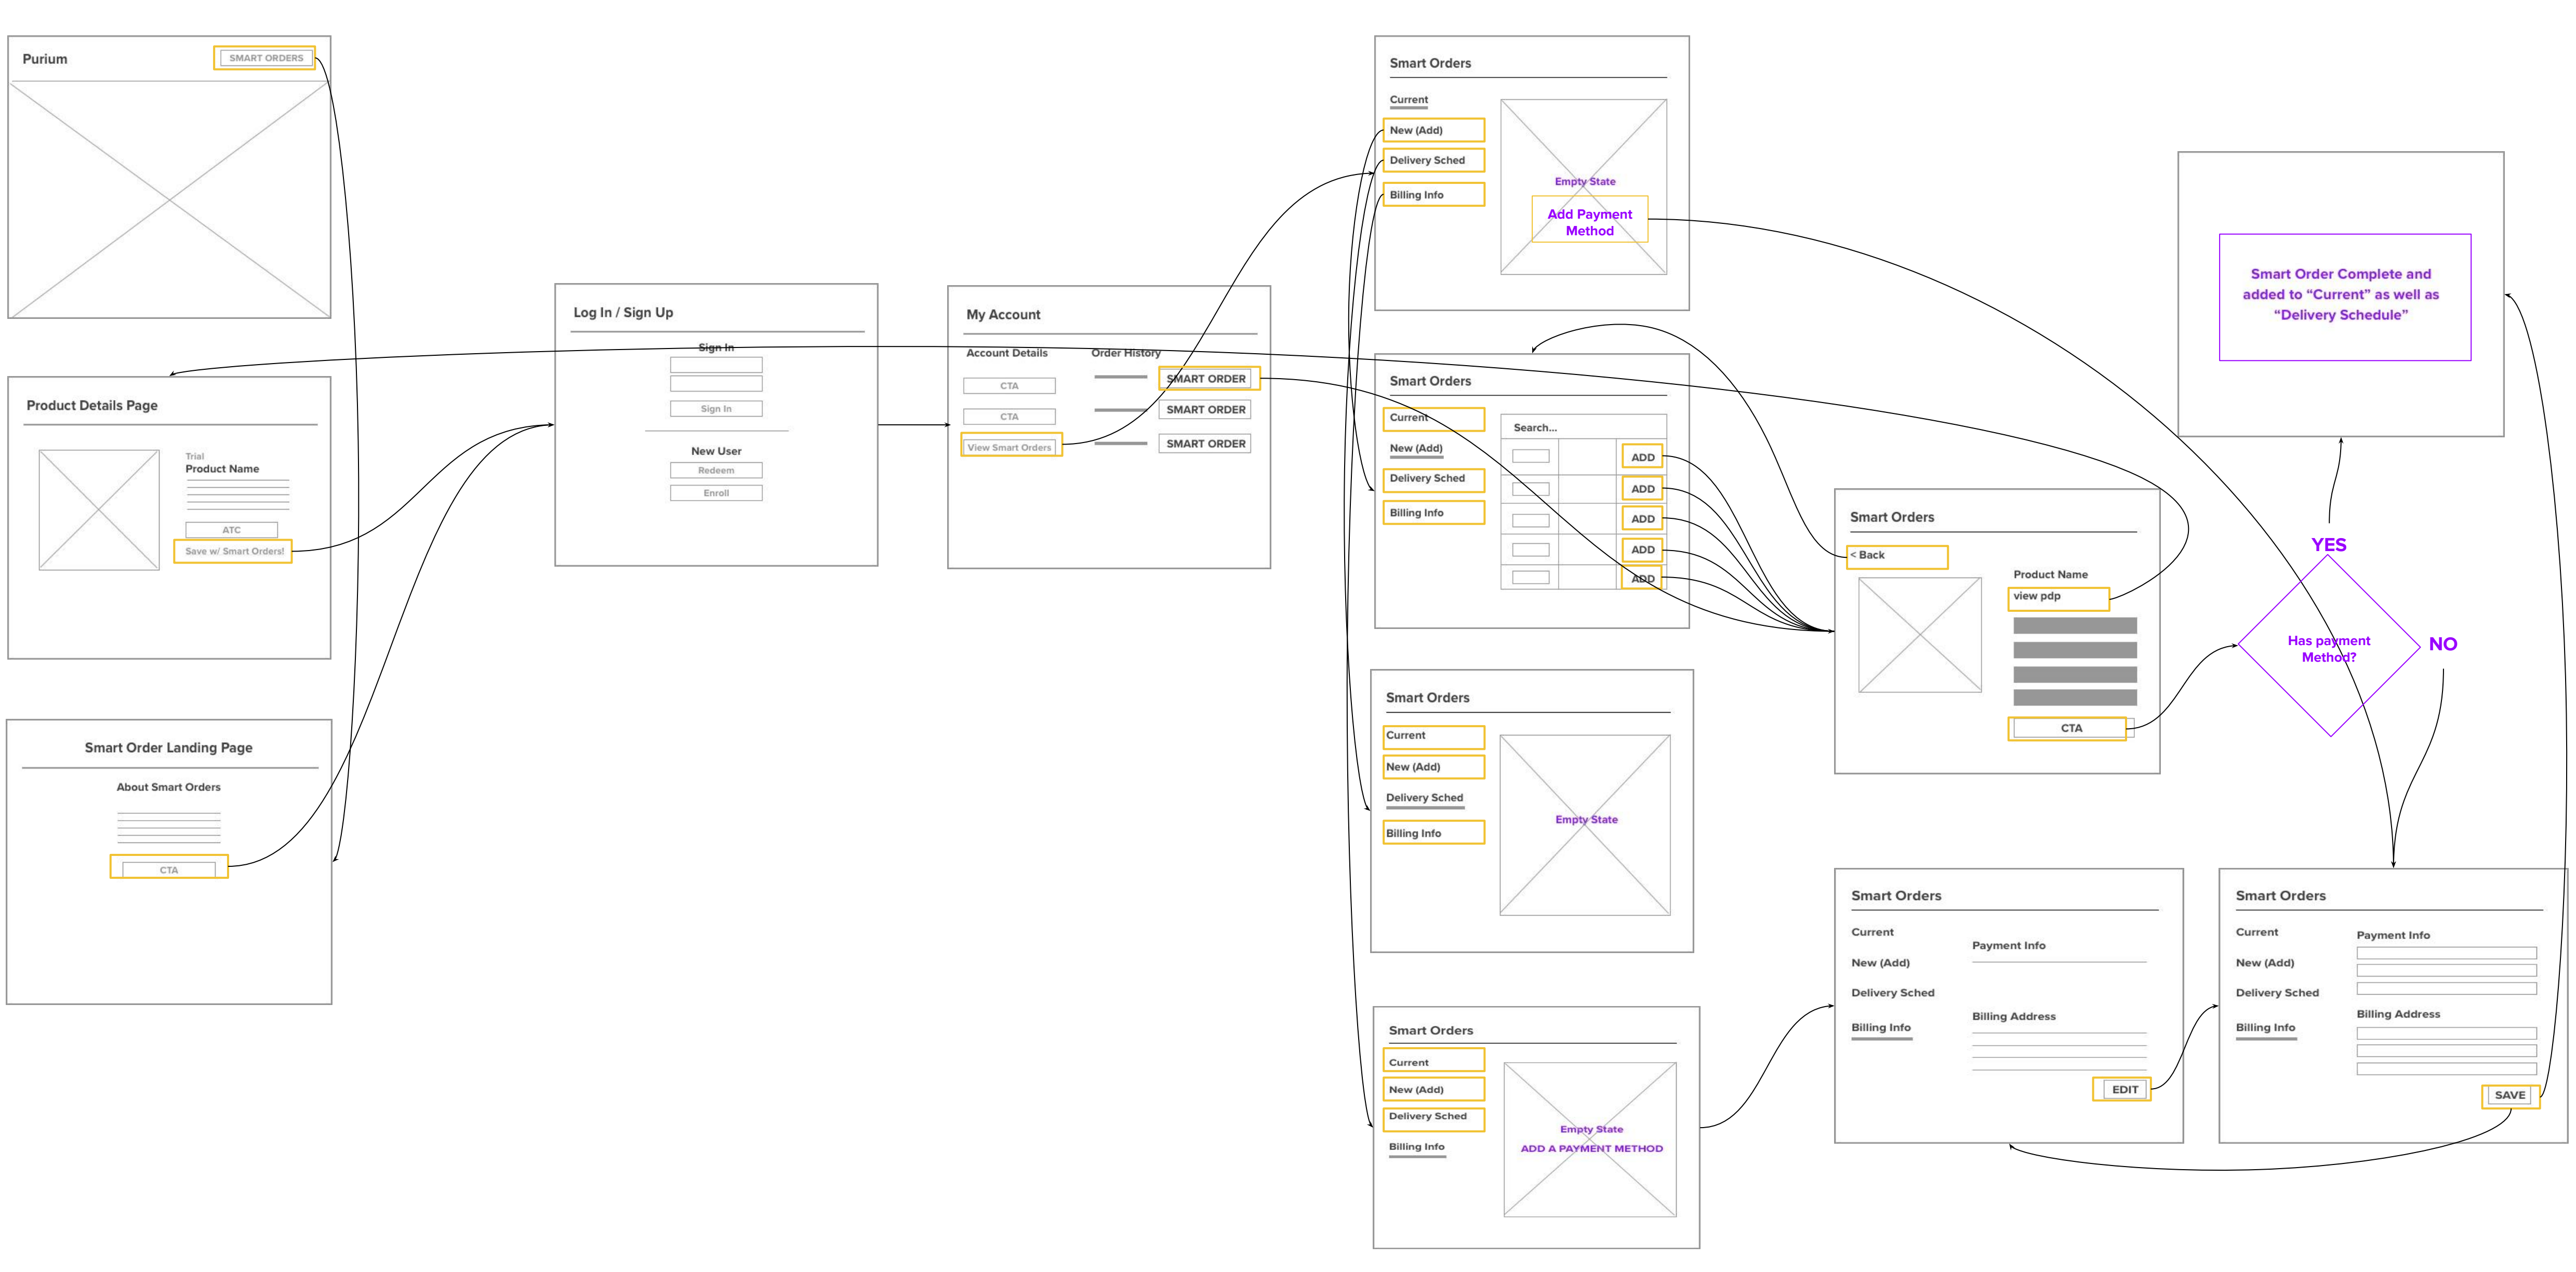 Purium
SMART ORDERS
Product Details Page
Trial
Product Name
ATC
Save w/ Smart Orders!
Smart Order Landing Page
About Smart Orders
CTA
Log In / Sign Up
Sign In
Sign In
New User
Redeem
Enroll
My Account
Account Details
CTA
CTA
View Smart Orders
Order History
SMART ORDER
SMART ORDER
SMART ORDER
Smart Orders
Current
New (Add)
Delivery Sched
Billing Info
Empty State
Add Payment
Method
Smart Orders
Current
New (Add)
Delivery Sched
Billing Info
Search...
ADD
ADD
ADD
ADD
ADD
Smart Orders
Current
New (Add)
Delivery Sched
Billing Info
Empty State
Smart Orders
Current
New (Add)
Delivery Sched
Billing Info
Empty State
ADD A PAYMENT METHOD
Smart Orders
< Back
Product Name
view pdp
CTA
Has payment
Method?
YES
NO
Smart Order Complete and
added to “Current” as well as
“Delivery Schedule”
Smart Orders
Current
New (Add)
Delivery Sched
Billing Info
Payment Info
Billing Address
EDIT
Smart Orders
Current
New (Add)
Delivery Sched
Billing Info
Payment Info
Billing Address
SAVE